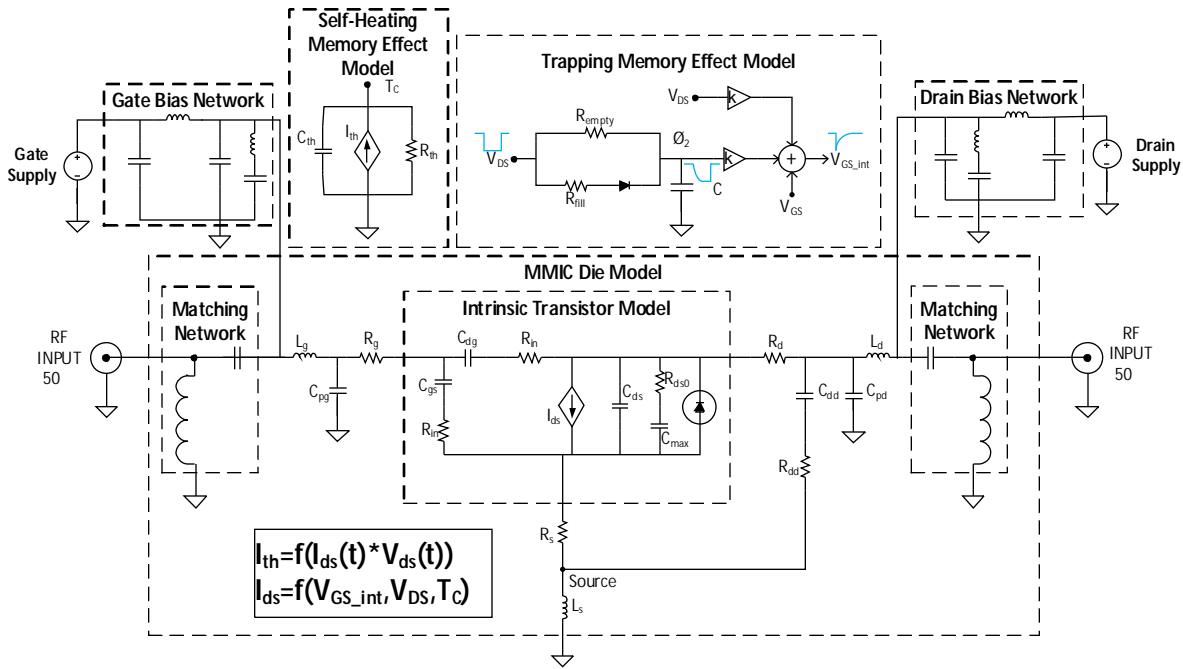 Self-Heating
Memory Effect
Model
T_C
C_th
I_th
R_th
Trapping Memory Effect Model
V_DS
k
R_empty
V_DS
Ø_2
k
+
V_GS_int
R_fill
C
V_GS
Gate Bias Network
Gate
Supply
+
−
Drain Bias Network
+
−
Drain
Supply
MMIC Die Model
Matching
Network
Intrinsic Transistor Model
Matching
Network
RF
INPUT
50
L_g
R_g
C_pg
C_dg
R_in
C_gs
R_in
I_ds
C_ds
R_ds0
C_max
R_d
L_d
C_dd
C_pd
R_dd
RF
INPUT
50
R_s
Source
L_s
I_th=f(I_ds(t)*V_ds(t))
I_ds=f(V_GS_int,V_DS,T_C)